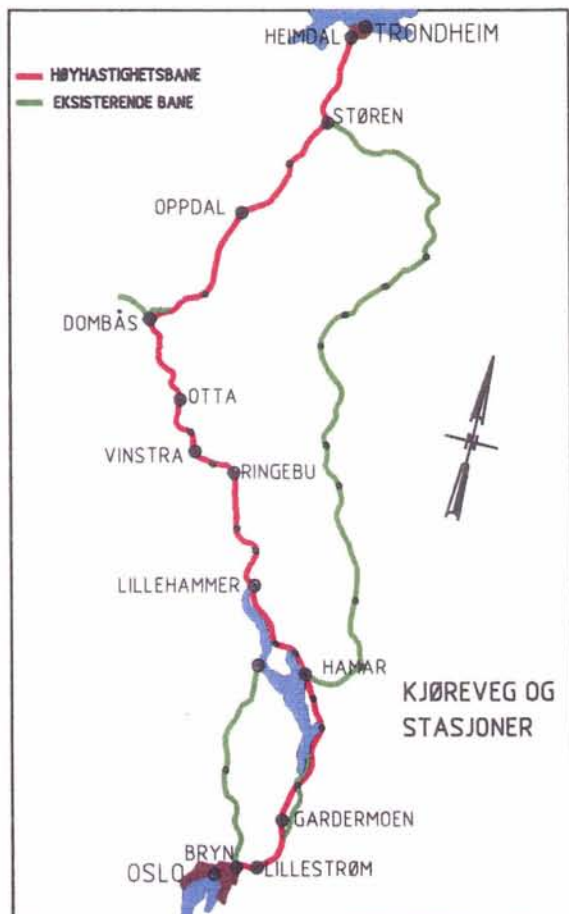 TRONDHEIM
HEIMDAL
HØYHASTIGHETSBANE
EKSISTERENDE BANE
STØREN
OPPDAL
DOMBÅS
OTTA
VINSTRA
RINGEBU
LILLEHAMMER
HAMAR
KJØREVEG OG
STASJONER
GARDERMOEN
BRYN
OSLO
LILLESTRØM